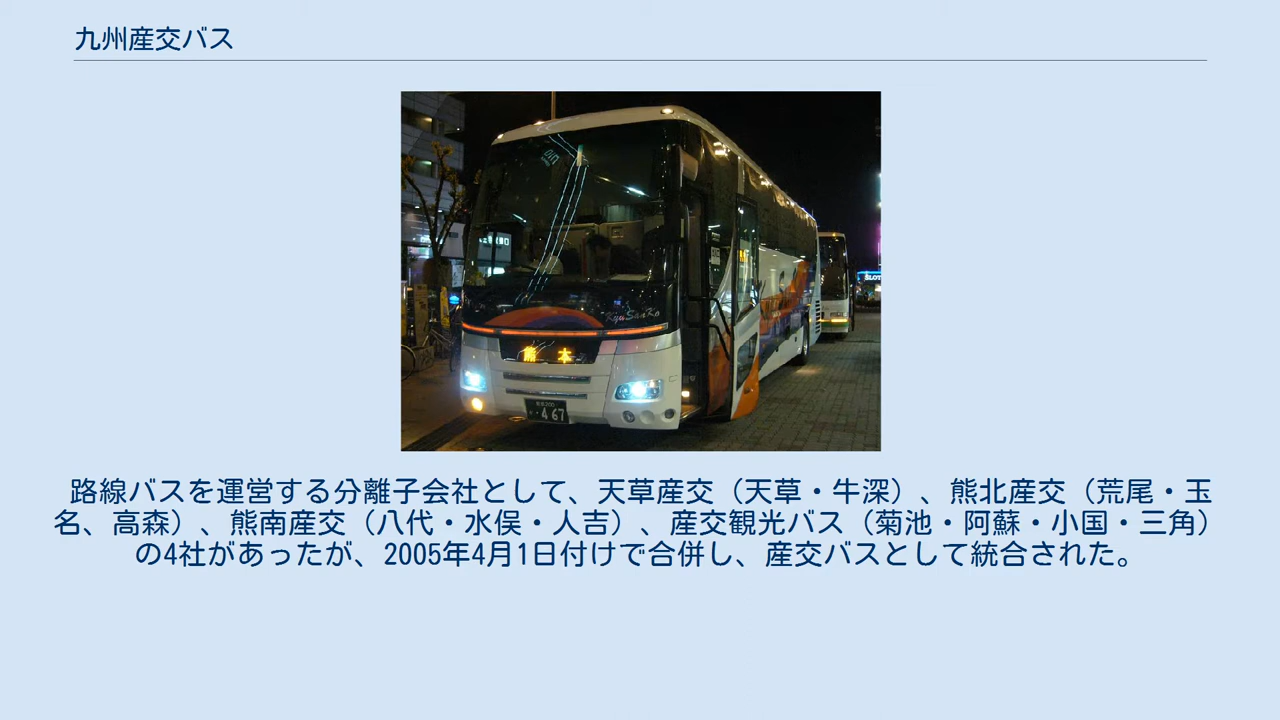 九州産交バス
KyuSanKo
熊本
・467
SLOT
路線バスを運営する分離子会社として、天草産交（天草・牛深）、熊北産交（荒尾・玉
名、高森）、熊南産交（八代・水俣・人吉）、産交観光バス（菊池・阿蘇・小国・三角）
の4社があったが、2005年4月1日付けで合併し、産交バスとして統合された。